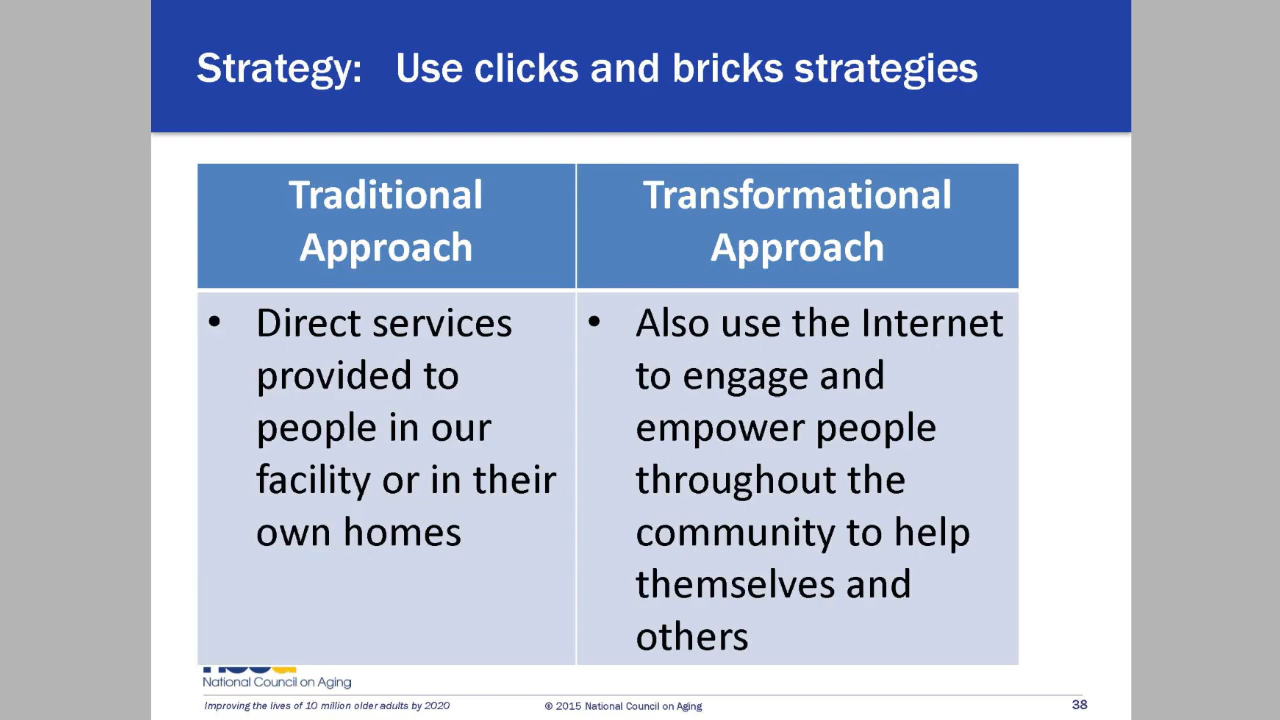 Strategy: Use clicks and bricks strategies
Traditional
Approach
Transformational
Approach
• Direct services
provided to
people in our
facility or in their
own homes
• Also use the Internet
to engage and
empower people
throughout the
community to help
themselves and
others
National Council on Aging
Improving the lives of 10 million older adults by 2020
© 2015 National Council on Aging
38